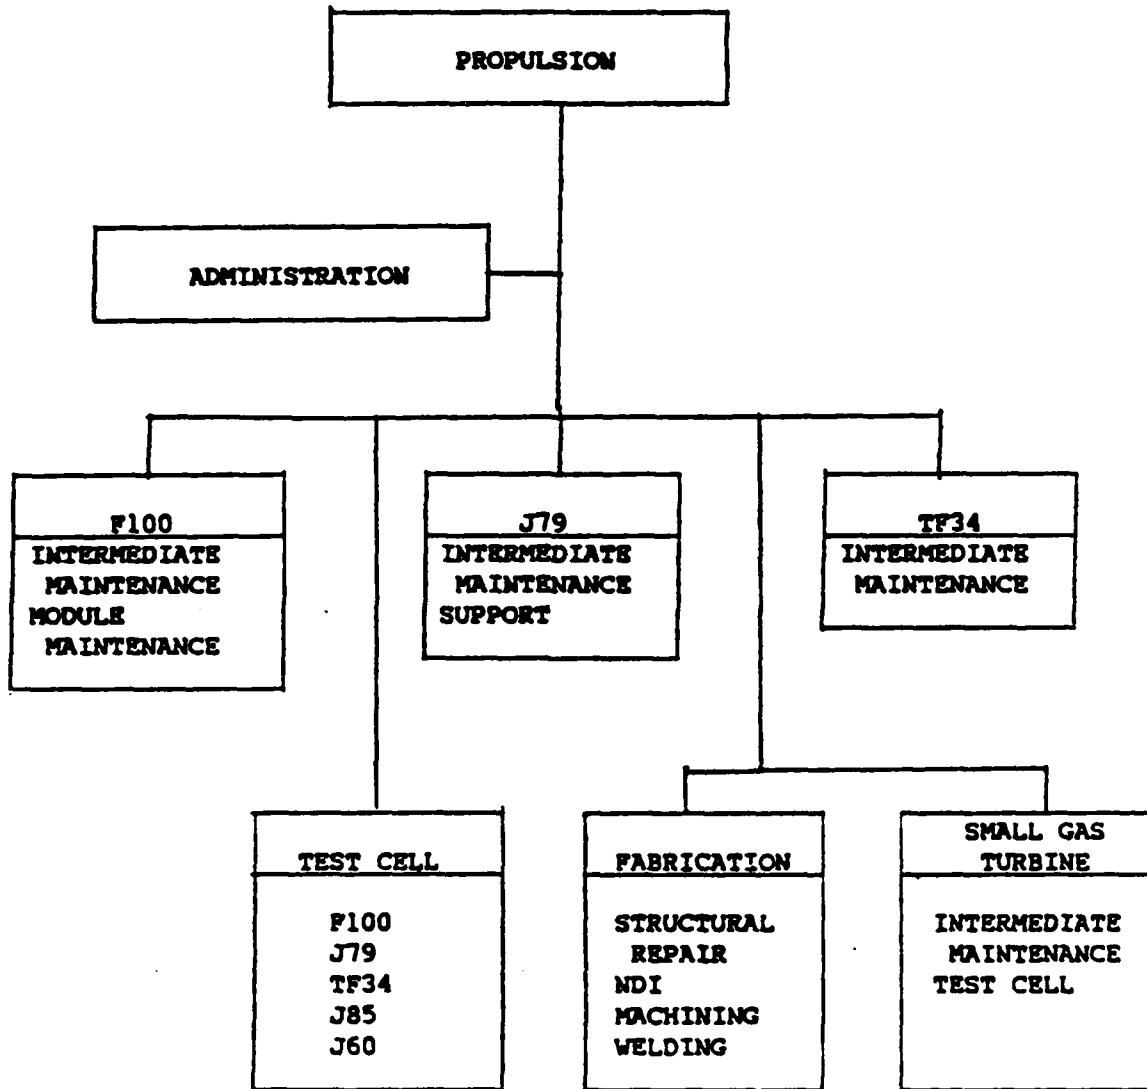 PROPULSION
ADMINISTRATION
F100
INTERMEDIATE
MAINTENANCE
MODULE
MAINTENANCE
J79
INTERMEDIATE
MAINTENANCE
SUPPORT
TF34
INTERMEDIATE
MAINTENANCE
TEST CELL
F100
J79
TF34
J85
J60
FABRICATION
STRUCTURAL
REPAIR
NDI
MACHINING
WELDING
SMALL GAS
TURBINE
INTERMEDIATE
MAINTENANCE
TEST CELL